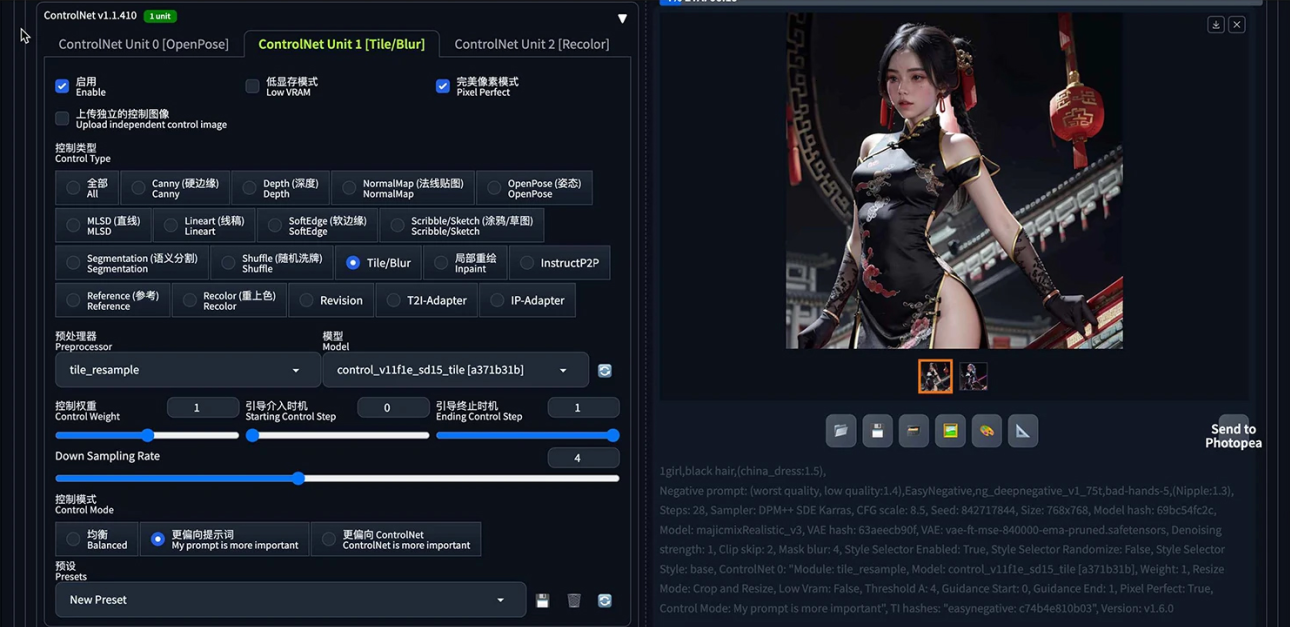 ControlNet v1.1.410
1 unit
ControlNet Unit 0 [OpenPose]
ControlNet Unit 1 [Tile/Blur]
ControlNet Unit 2 [Recolor]
启用
Enable
低显存模式
Low VRAM
完美像素模式
Pixel Perfect
上传独立的控制图像
Upload independent control image
控制类型
Control Type
全部
All
Canny (硬边缘)
Canny
Depth (深度)
Depth
NormalMap (法线贴图)
NormalMap
OpenPose (姿态)
OpenPose
MLSD (直线)
MLSD
Lineart (线稿)
Lineart
SoftEdge (软边缘)
SoftEdge
Scribble/Sketch (涂鸦/草图)
Scribble/Sketch
Segmentation (语义分割)
Segmentation
Shuffle (随机洗牌)
Shuffle
Tile/Blur
局部重绘
Inpaint
InstructP2P
Reference (参考)
Reference
Recolor (重上色)
Recolor
Revision
T2I-Adapter
IP-Adapter
预处理器
Preprocessor
模型
Model
tile_resample
control_v11f1e_sd15_tile [a371b31b]
控制权重
Control Weight
1
引导介入时机
Starting Control Step
0
引导终止时机
Ending Control Step
1
Down Sampling Rate
4
控制模式
Control Mode
均衡
Balanced
更偏向提示词
My prompt is more important
更偏向 ControlNet
ControlNet is more important
预设
Presets
New Preset
Send to
Photopea
1girl,black hair,(china_dress:1.5),
Negative prompt: (worst quality, low quality:1.4),EasyNegative,ng_deepnegative_v1_75t,bad-hands-5,(Nipple:1.3),
Steps: 28, Sampler: DPM++ SDE Karras, CFG scale: 8.5, Seed: 842717844, Size: 768x768, Model hash: 69bc54fc2c,
Model: majicmixRealistic_v3, VAE hash: 63aeecb90f, VAE: vae-ft-mse-840000-ema-pruned.safetensors, Denoising
strength: 1, Clip skip: 2, Mask blur: 4, Style Selector Enabled: True, Style Selector Randomize: False, Style Selector
Style: base, ControlNet 0: "Module: tile_resample, Model: control_v11f1e_sd15_tile [a371b31b], Weight: 1, Resize
Mode: Crop and Resize, Low Vram: False, Threshold A: 4, Guidance Start: 0, Guidance End: 1, Pixel Perfect: True,
Control Mode: My prompt is more important", TI hashes: "easynegative: c74b4e810b03", Version: v1.6.0